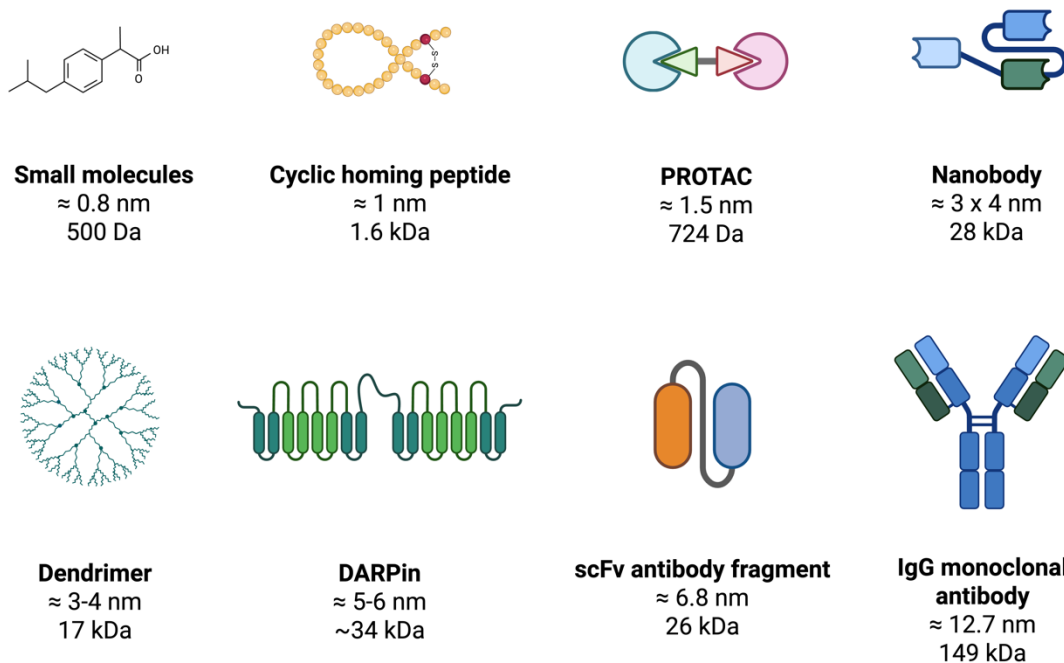 OH
O
S-S
Small molecules
≈ 0.8 nm
500 Da
Cyclic homing peptide
≈ 1 nm
1.6 kDa
PROTAC
≈ 1.5 nm
724 Da
Nanobody
≈ 3 x 4 nm
28 kDa
Dendrimer
≈ 3-4 nm
17 kDa
DARPin
≈ 5-6 nm
~34 kDa
scFv antibody fragment
≈ 6.8 nm
26 kDa
IgG monoclonal
antibody
≈ 12.7 nm
149 kDa